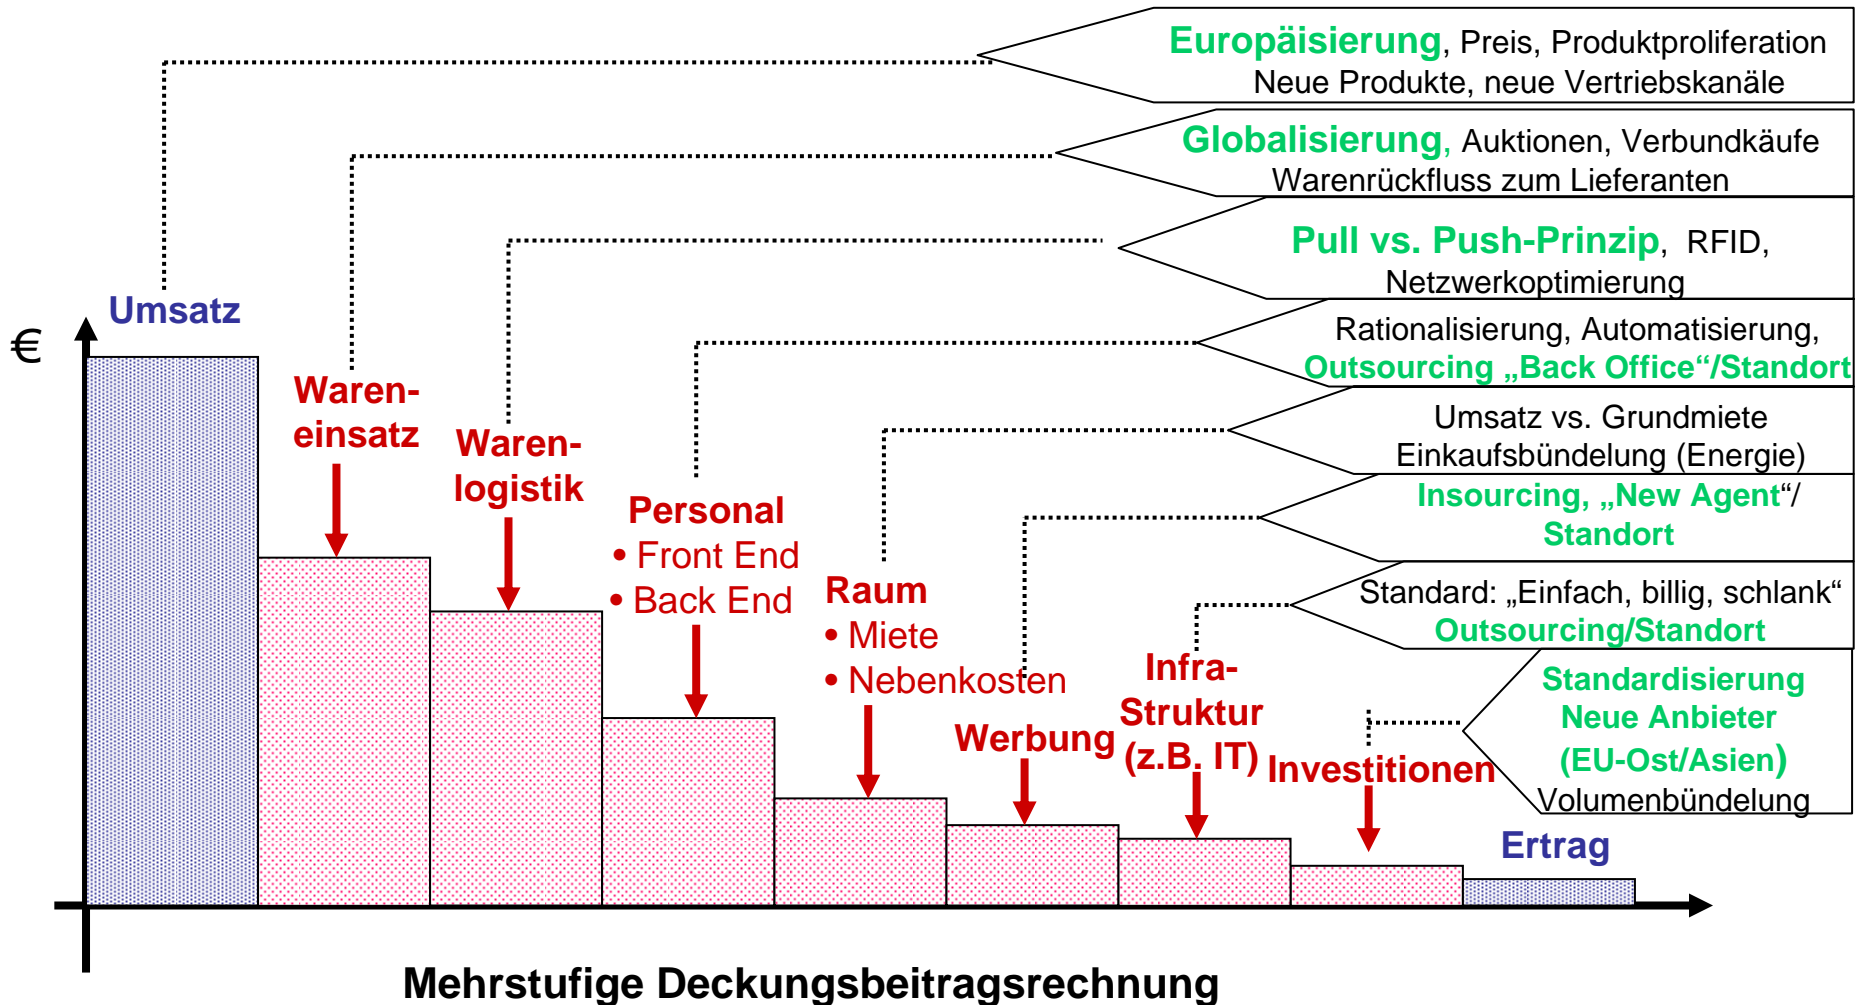 Europäisierung, Preis, Produktproliferation
Neue Produkte, neue Vertriebskanäle
Globalisierung, Auktionen, Verbundkäufe
Warenrückfluss zum Lieferanten
Pull vs. Push-Prinzip, RFID,
Netzwerkoptimierung
Rationalisierung, Automatisierung,
Outsourcing „Back Office“/Standort
Umsatz vs. Grundmiete
Einkaufsbündelung (Energie)
Insourcing, „New Agent“/
Standort
Standard: „Einfach, billig, schlank“
Outsourcing/Standort
Standardisierung
Neue Anbieter
(EU-Ost/Asien)
Volumenbündelung
€
Umsatz
Waren-
einsatz
Waren-
logistik
Personal
• Front End
• Back End
Raum
• Miete
• Nebenkosten
Werbung
Infra-
Struktur
(z.B. IT)
Investitionen
Ertrag
Mehrstufige Deckungsbeitragsrechnung